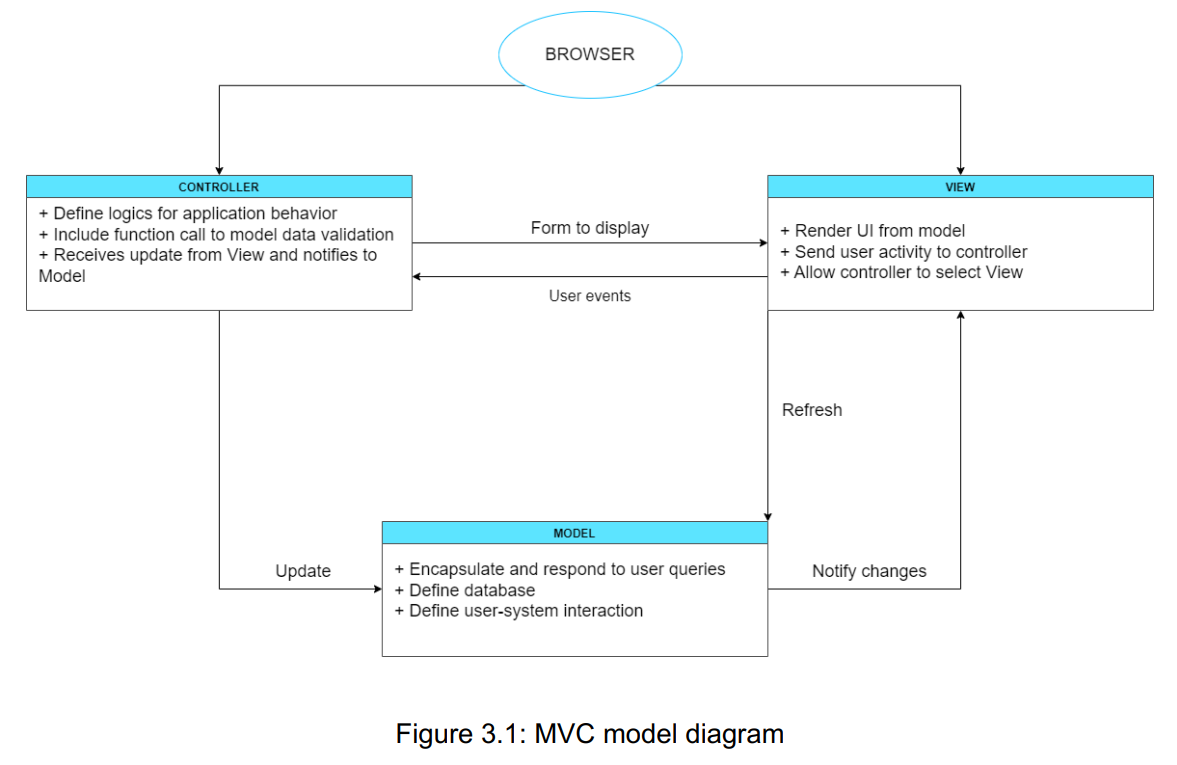 BROWSER
CONTROLLER
+ Define logics for application behavior
+ Include function call to model data validation
+ Receives update from View and notifies to
Model
Form to display
User events
VIEW
+ Render UI from model
+ Send user activity to controller
+ Allow controller to select View
Refresh
MODEL
+ Encapsulate and respond to user queries
+ Define database
+ Define user-system interaction
Update
Notify changes
Figure 3.1: MVC model diagram